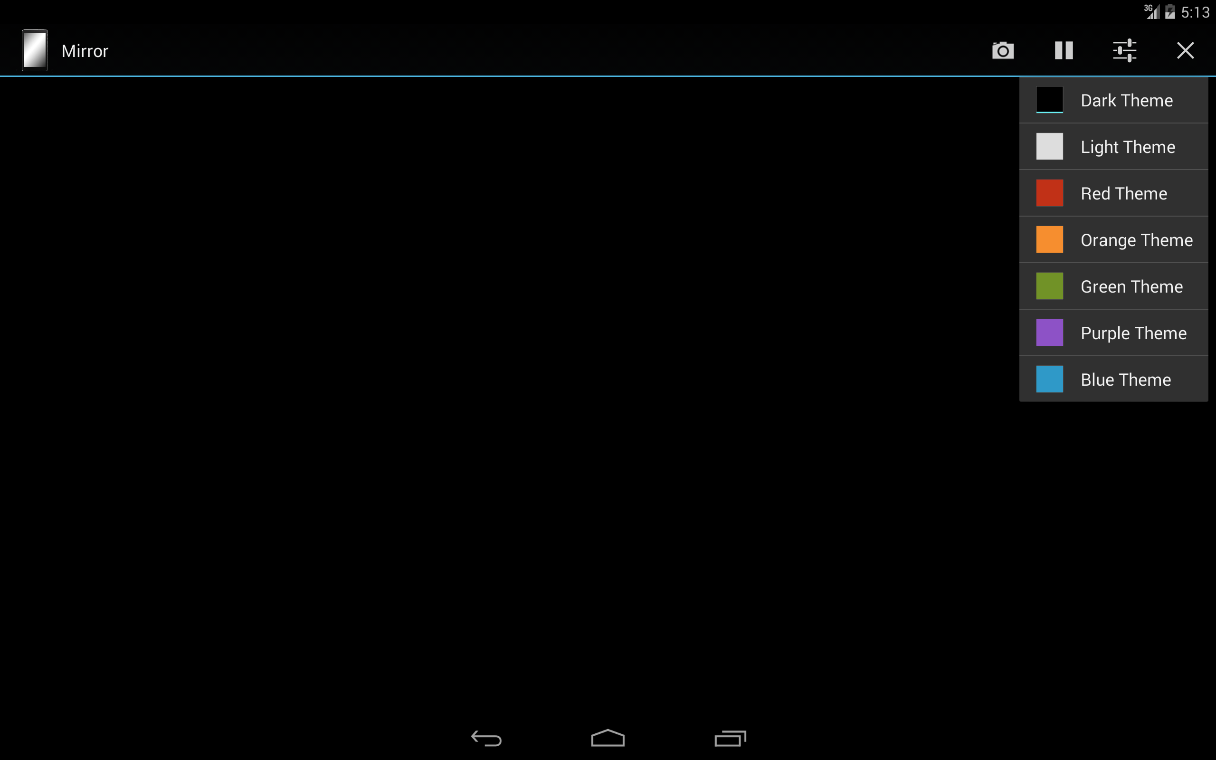 3G 5:13
Mirror
Dark Theme
Light Theme
Red Theme
Orange Theme
Green Theme
Purple Theme
Blue Theme